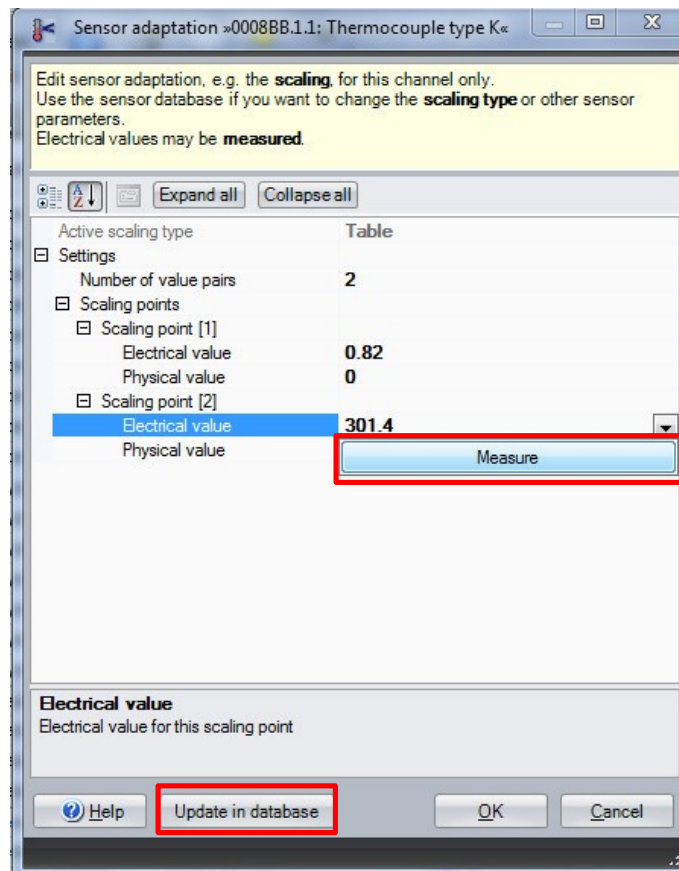 Sensor adaptation »0008BB.1.1: Thermocouple type K«
Edit sensor adaptation, e.g. the scaling, for this channel only.
Use the sensor database if you want to change the scaling type or other sensor
parameters.
Electrical values may be measured.
A Z Expand all Collapse all
Active scaling type Table
Settings
Number of value pairs 2
Scaling points
Scaling point [1]
Electrical value 0.82
Physical value 0
Scaling point [2]
Electrical value 301.4
Physical value Measure
Electrical value
Electrical value for this scaling point
? Help Update in database OK Cancel